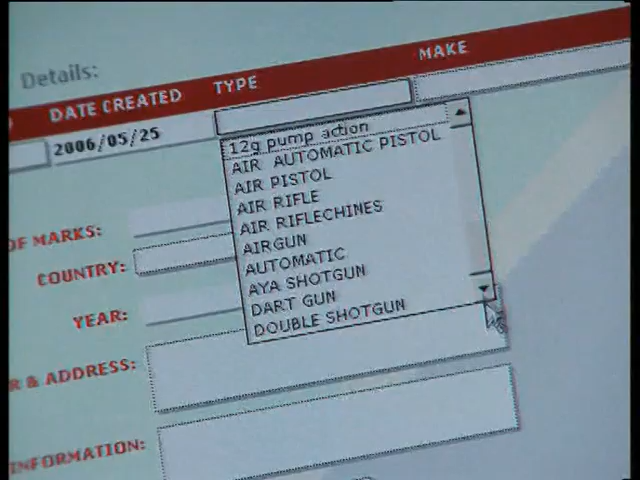 Details:
DATE CREATED TYPE MAKE
2006/05/25
12g pump action
AIR AUTOMATIC PISTOL
AIR PISTOL
AIR RIFLE
AIR RIFLECHINES
AIRGUN
AUTOMATIC
AYA SHOTGUN
DART GUN
DOUBLE SHOTGUN
OF MARKS:
COUNTRY:
YEAR:
R & ADDRESS:
INFORMATION: